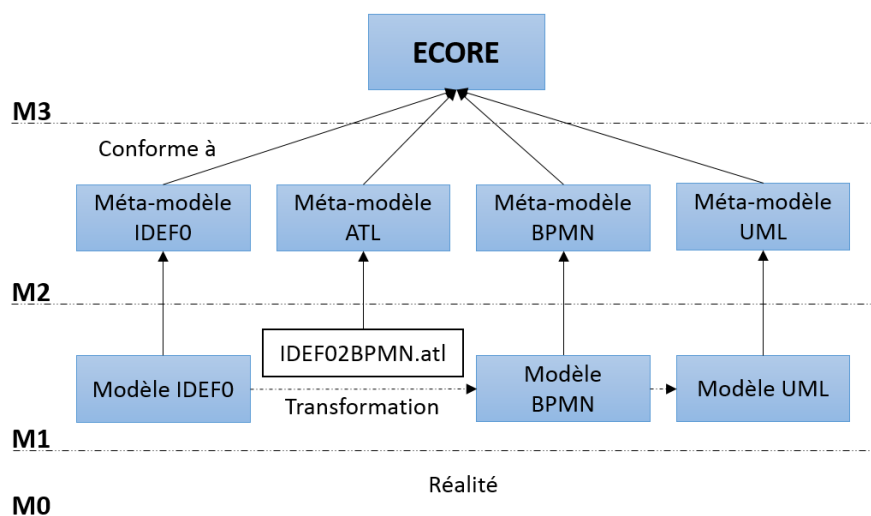 ECORE
M3
Conforme à
Méta-modèle
IDEF0
Méta-modèle
ATL
Méta-modèle
BPMN
Méta-modèle
UML
M2
IDEF02BPMN.atl
Modèle IDEF0
Transformation
Modèle
BPMN
Modèle UML
M1
Réalité
M0